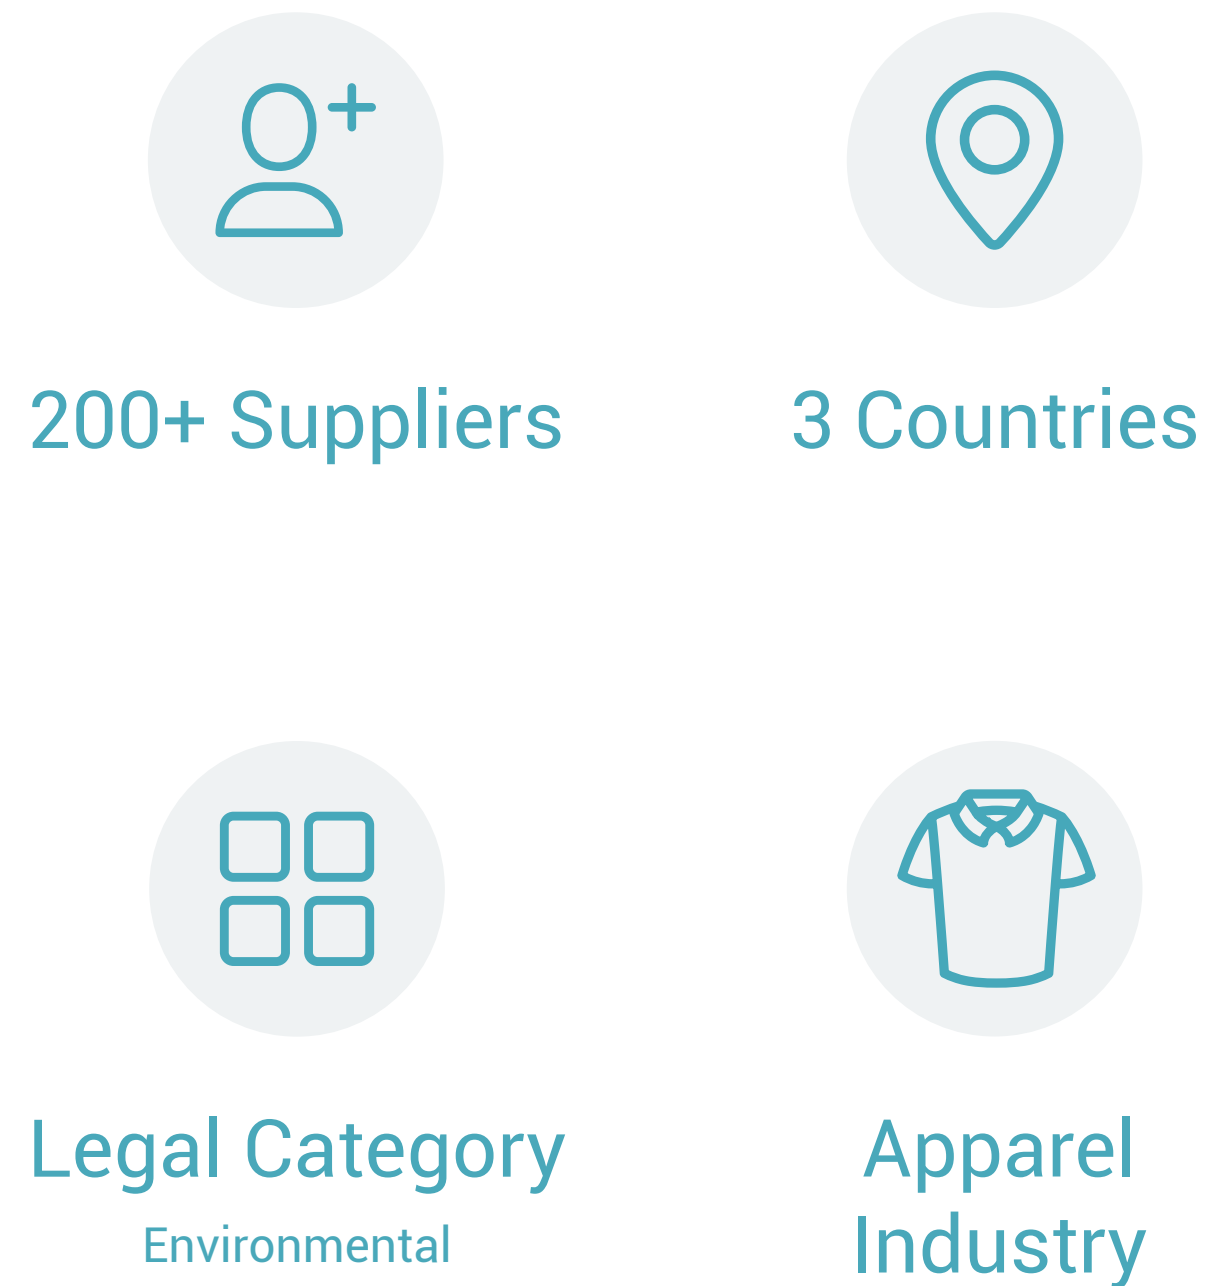 200+ Suppliers
3 Countries
Legal Category
Environmental
Apparel
Industry